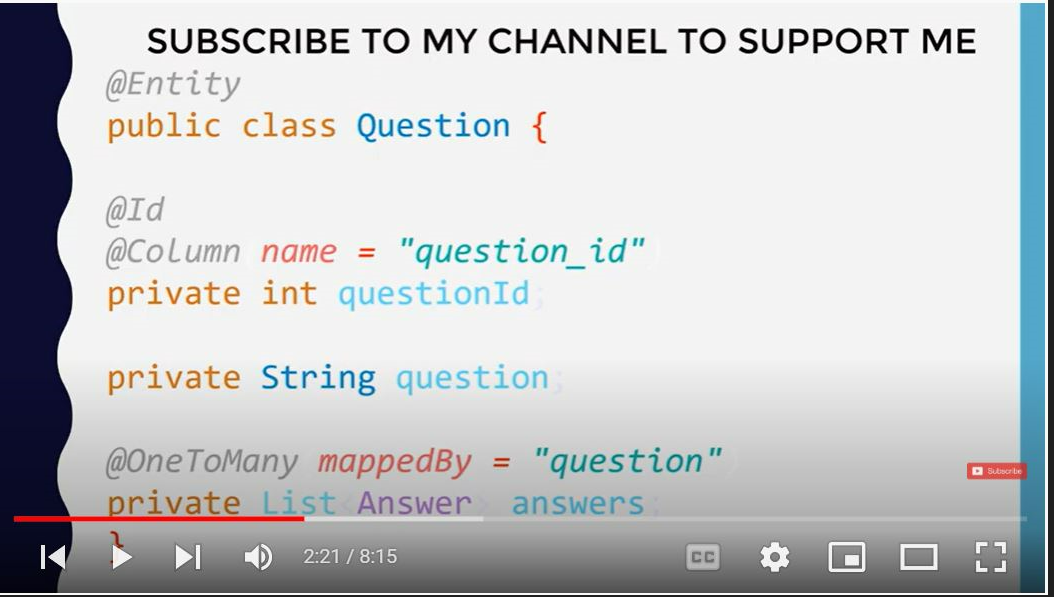 SUBSCRIBE TO MY CHANNEL TO SUPPORT ME
@Entity
public class Question {
@Id
@Column(name = "question_id")
private int questionId;
private String question;
@OneToMany(mappedBy = "question")
private List<Answer> answers;
}
Subscribe
2:21 / 8:15
CC